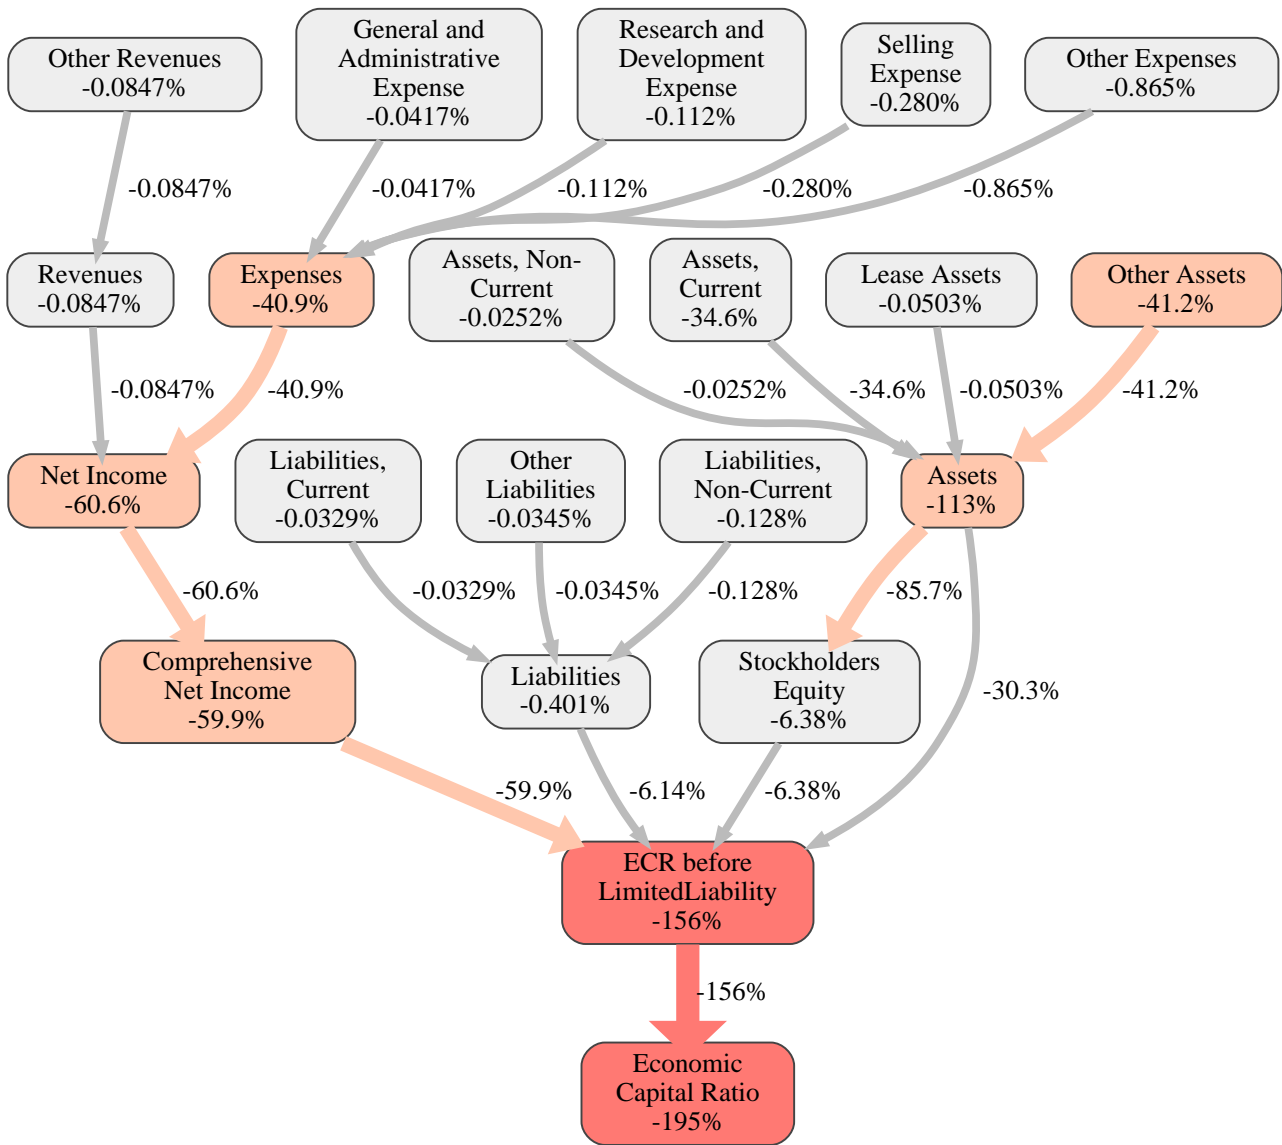 Other Revenues
-0.0847%
General and
Administrative
Expense
-0.0417%
Research and
Development
Expense
-0.112%
Selling
Expense
-0.280%
Other Expenses
-0.865%
-0.0847%
-0.0417%
-0.112%
-0.280%
-0.865%
Revenues
-0.0847%
Expenses
-40.9%
Assets, Non-
Current
-0.0252%
Assets,
Current
-34.6%
Lease Assets
-0.0503%
Other Assets
-41.2%
-0.0847%
-40.9%
-0.0252%
-34.6%
-0.0503%
-41.2%
Net Income
-60.6%
Liabilities,
Current
-0.0329%
Other
Liabilities
-0.0345%
Liabilities,
Non-Current
-0.128%
Assets
-113%
-60.6%
-0.0329%
-0.0345%
-0.128%
-85.7%
-30.3%
Comprehensive
Net Income
-59.9%
Liabilities
-0.401%
Stockholders
Equity
-6.38%
-59.9%
-6.14%
-6.38%
ECR before
LimitedLiability
-156%
-156%
Economic
Capital Ratio
-195%